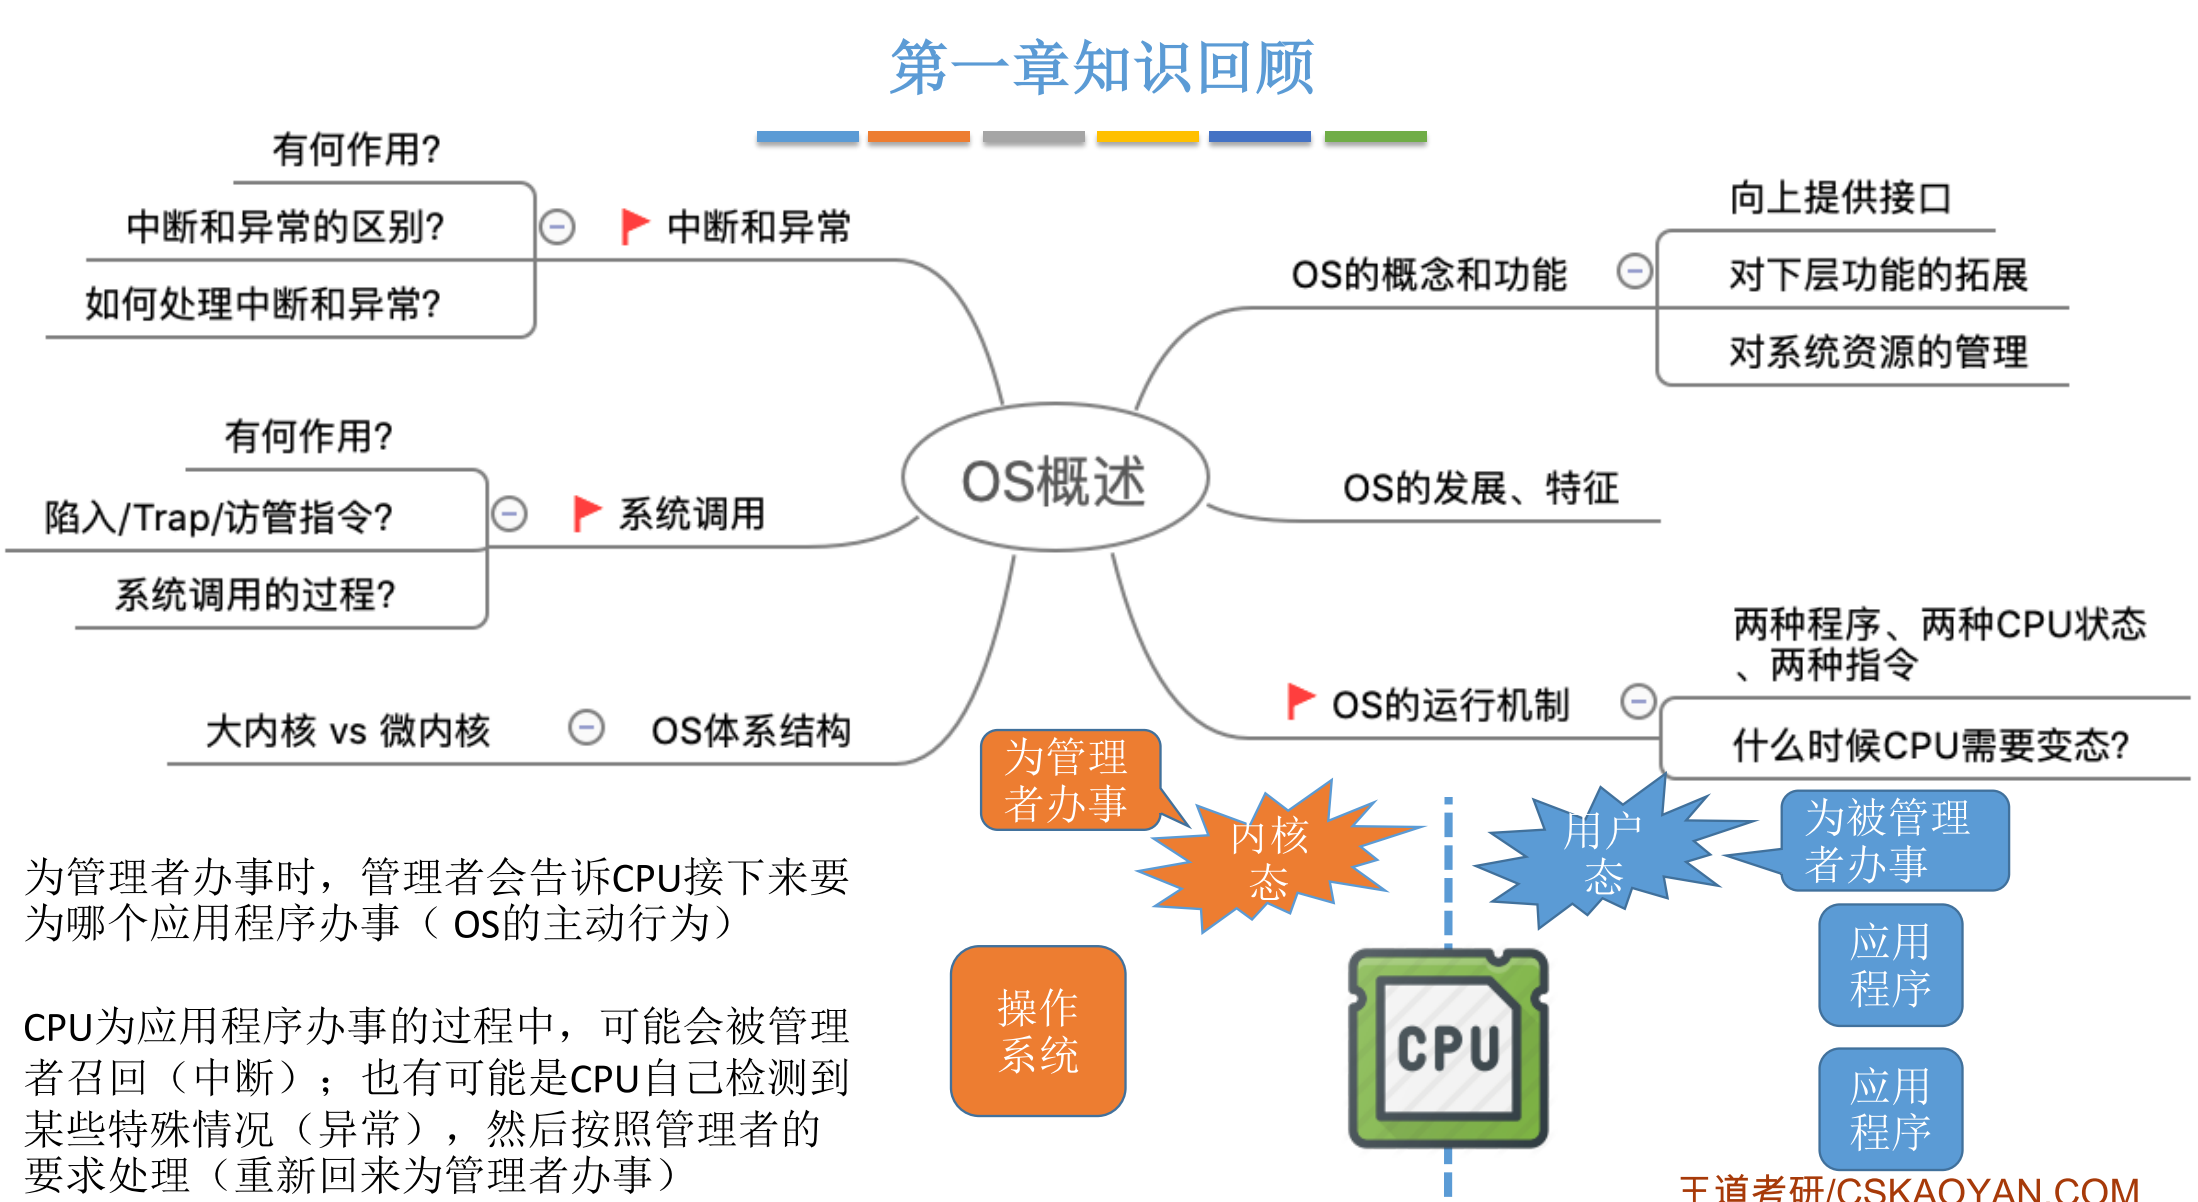 第一章知识回顾
有何作用?
中断和异常的区别?
如何处理中断和异常?
中断和异常
有何作用?
陷入/Trap/访管指令?
系统调用的过程?
系统调用
大内核 vs 微内核
OS体系结构
OS概述
OS的概念和功能
向上提供接口
对下层功能的拓展
对系统资源的管理
OS的发展、特征
OS的运行机制
两种程序、两种CPU状态
、两种指令
什么时候CPU需要变态?
为管理
者办事
内核
态
用户
态
为被管理
者办事
为管理者办事时，管理者会告诉CPU接下来要
为哪个应用程序办事（ OS的主动行为）
CPU为应用程序办事的过程中，可能会被管理
者召回（中断）；也有可能是CPU自己检测到
某些特殊情况（异常），然后按照管理者的
要求处理（重新回来为管理者办事）
操作
系统
CPU
应用
程序
应用
程序
王道考研/CSKAOYAN.COM